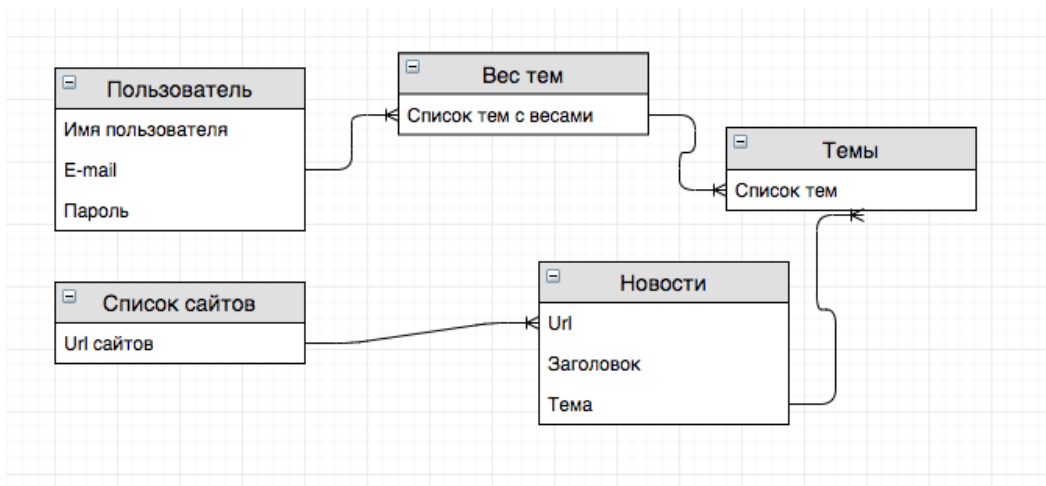 Пользователь
Имя пользователя
E-mail
Пароль
Вес тем
Список тем с весами
Темы
Список тем
Список сайтов
Url сайтов
Новости
Url
Заголовок
Тема